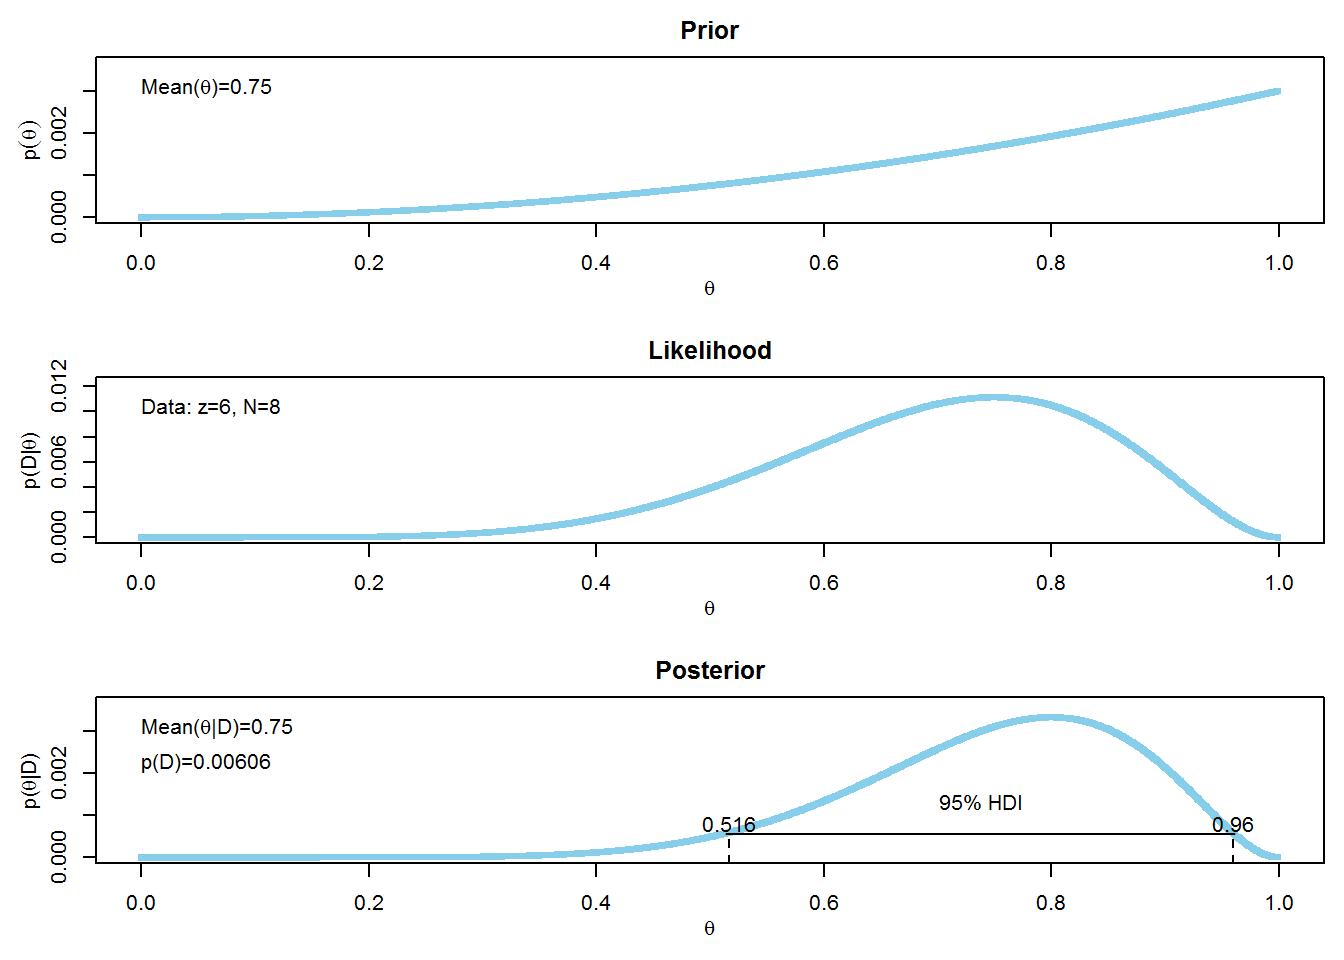 Prior
Mean(θ)=0.75
p(θ)
0.000 0.002
0.0 0.2 0.4 0.6 0.8 1.0
θ
Likelihood
Data: z=6, N=8
p(D|θ)
0.000 0.006 0.012
0.0 0.2 0.4 0.6 0.8 1.0
θ
Posterior
Mean(θ|D)=0.75
p(D)=0.00606
p(θ|D)
0.000 0.002
95% HDI
0.516 0.96
0.0 0.2 0.4 0.6 0.8 1.0
θ